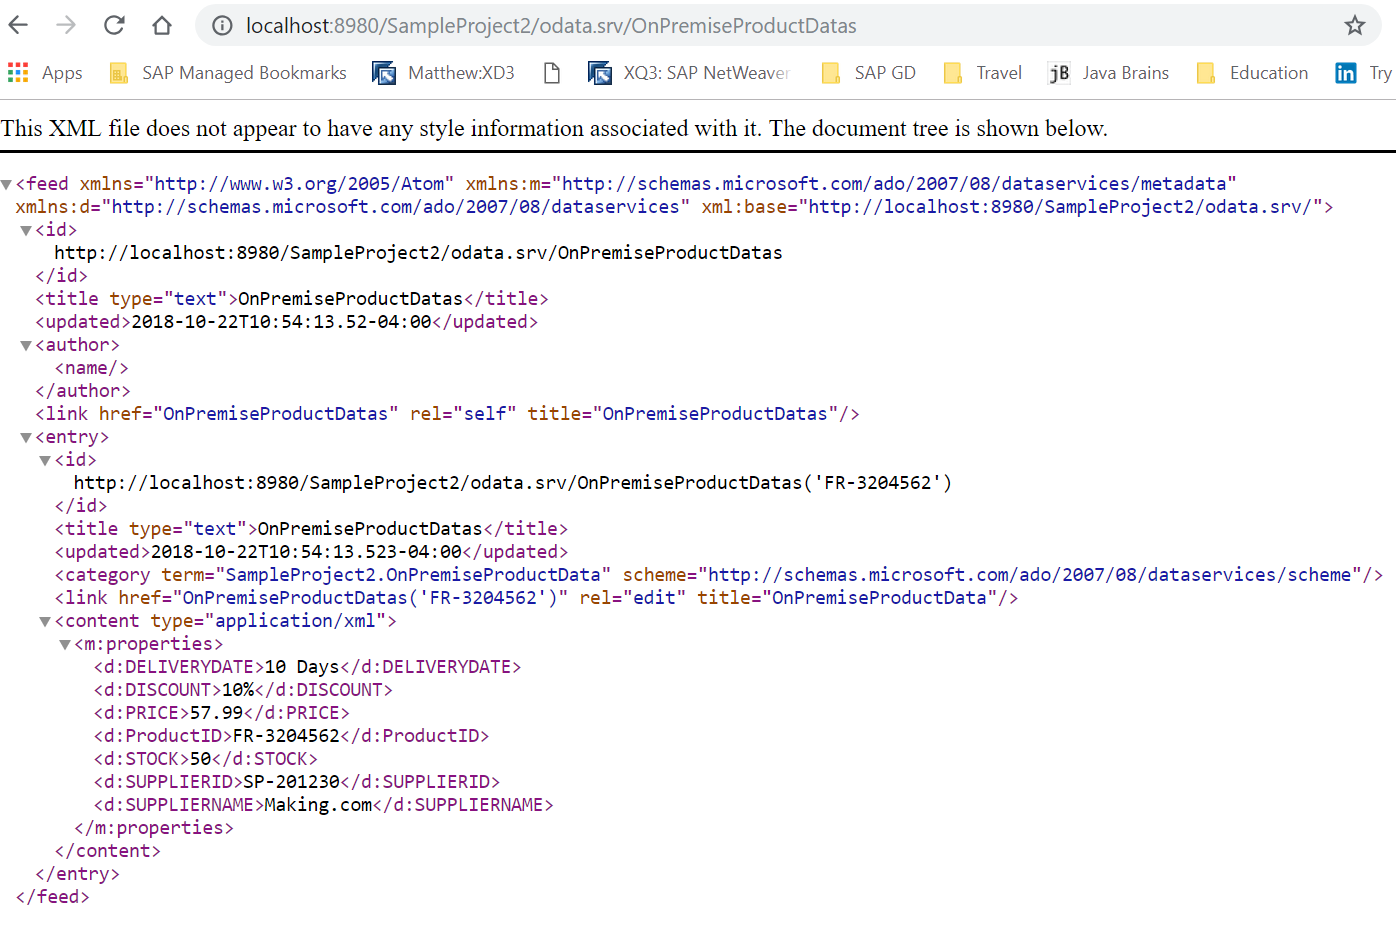 localhost:8980/SampleProject2/odata.srv/OnPremiseProductDatas
Apps SAP Managed Bookmarks Matthew:XD3 XQ3: SAP NetWeaver SAP GD Travel jB Java Brains Education in Try
This XML file does not appear to have any style information associated with it. The document tree is shown below.
<feed xmlns="http://www.w3.org/2005/Atom" xmlns:m="http://schemas.microsoft.com/ado/2007/08/dataservices/metadata"
xmlns:d="http://schemas.microsoft.com/ado/2007/08/dataservices" xml:base="http://localhost:8980/SampleProject2/odata.srv/">
<id>
http://localhost:8980/SampleProject2/odata.srv/OnPremiseProductDatas
</id>
<title type="text">OnPremiseProductDatas</title>
<updated>2018-10-22T10:54:13.52-04:00</updated>
<author>
<name/>
</author>
<link href="OnPremiseProductDatas" rel="self" title="OnPremiseProductDatas"/>
<entry>
<id>
http://localhost:8980/SampleProject2/odata.srv/OnPremiseProductDatas('FR-3204562')
</id>
<title type="text">OnPremiseProductDatas</title>
<updated>2018-10-22T10:54:13.523-04:00</updated>
<category term="SampleProject2.OnPremiseProductData" scheme="http://schemas.microsoft.com/ado/2007/08/dataservices/scheme"/>
<link href="OnPremiseProductDatas('FR-3204562')" rel="edit" title="OnPremiseProductData"/>
<content type="application/xml">
<m:properties>
<d:DELIVERYDATE>10 Days</d:DELIVERYDATE>
<d:DISCOUNT>10%</d:DISCOUNT>
<d:PRICE>57.99</d:PRICE>
<d:ProductID>FR-3204562</d:ProductID>
<d:STOCK>50</d:STOCK>
<d:SUPPLIERID>SP-201230</d:SUPPLIERID>
<d:SUPPLIERNAME>Making.com</d:SUPPLIERNAME>
</m:properties>
</content>
</entry>
</feed>